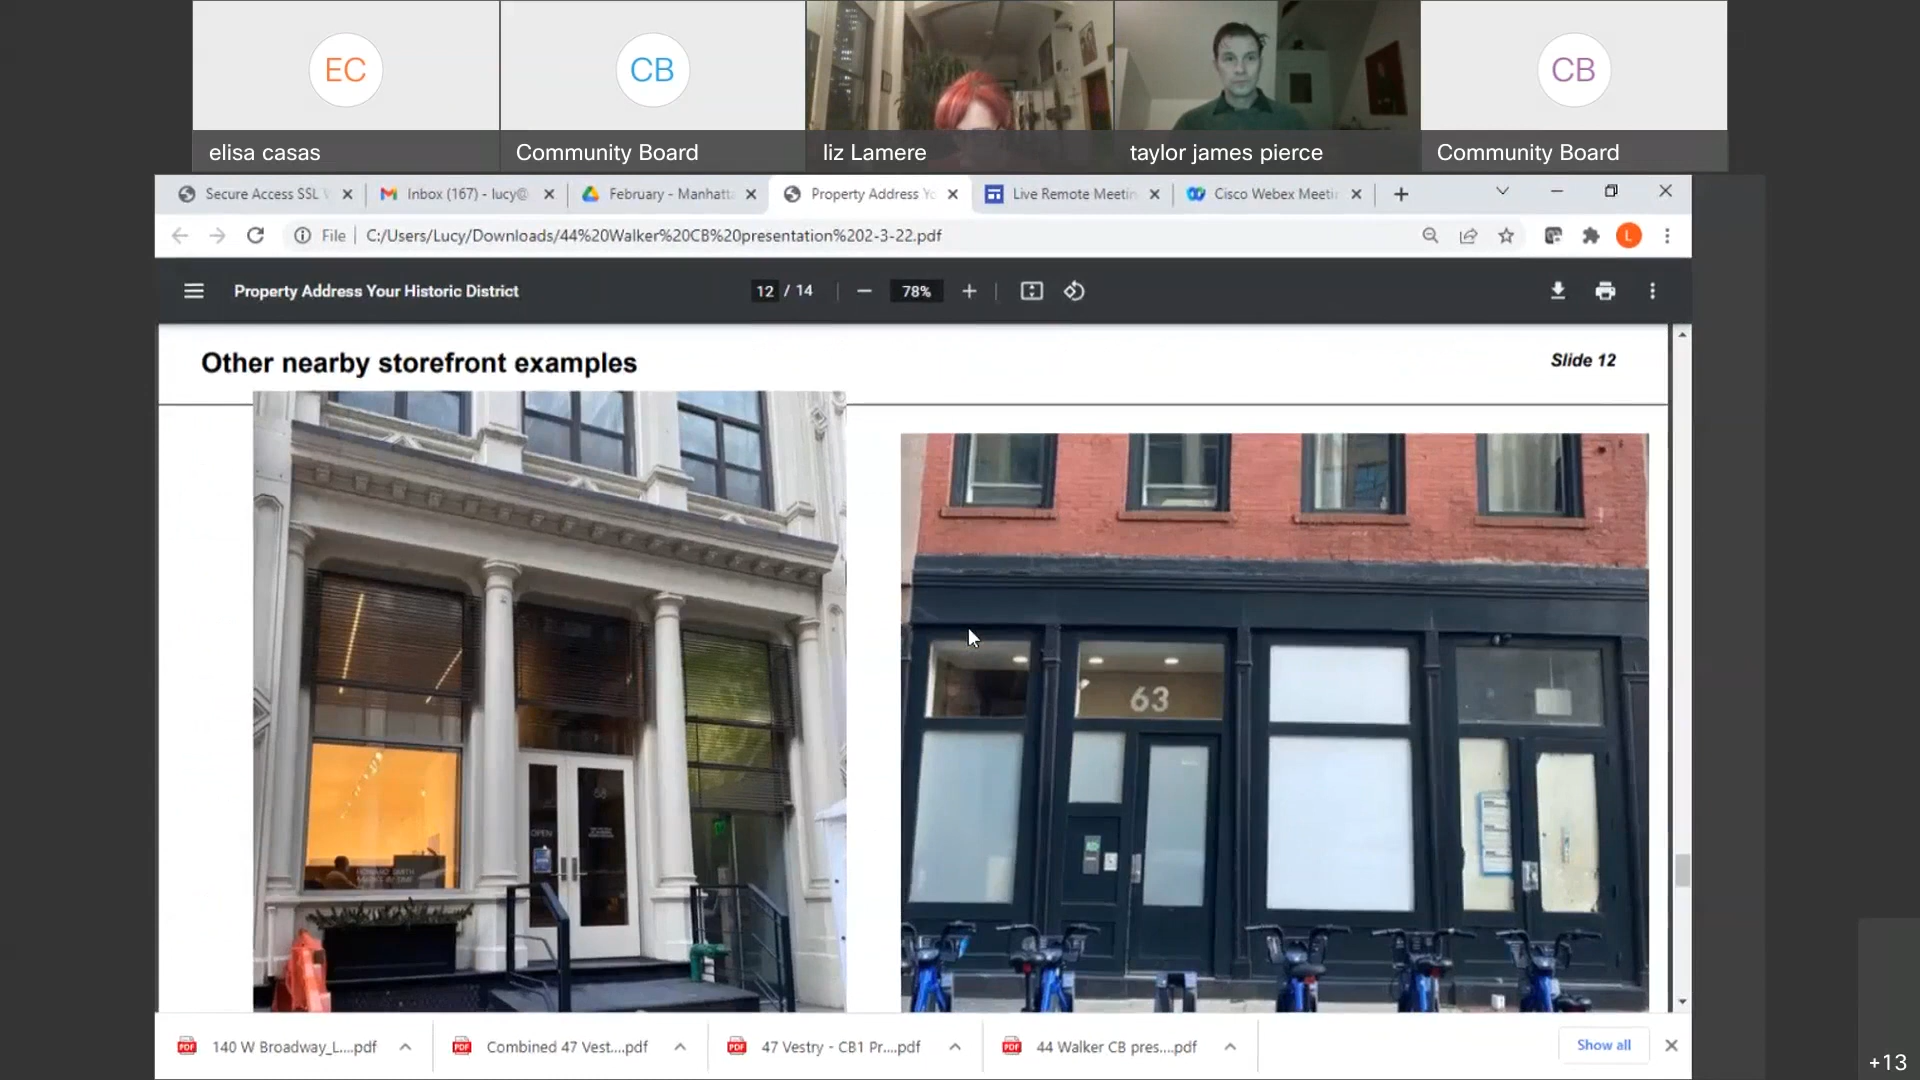 EC
CB
CB
elisa casas
Community Board
liz Lamere
taylor james pierce
Community Board
Secure Access SSL
Inbox (167) - lucy@
February - Manhatta
Property Address Yo
Live Remote Meetin
Cisco Webex Meeti
File
C:/Users/Lucy/Downloads/44%20Walker%20CB%20presentation%202-3-22.pdf
L
Property Address Your Historic District
12 / 14
78%
Other nearby storefront examples
Slide 12
63
68
OPEN
140 W Broadway_L....pdf
Combined 47 Vest....pdf
47 Vestry - CB1 Pr....pdf
44 Walker CB pres....pdf
Show all
+13